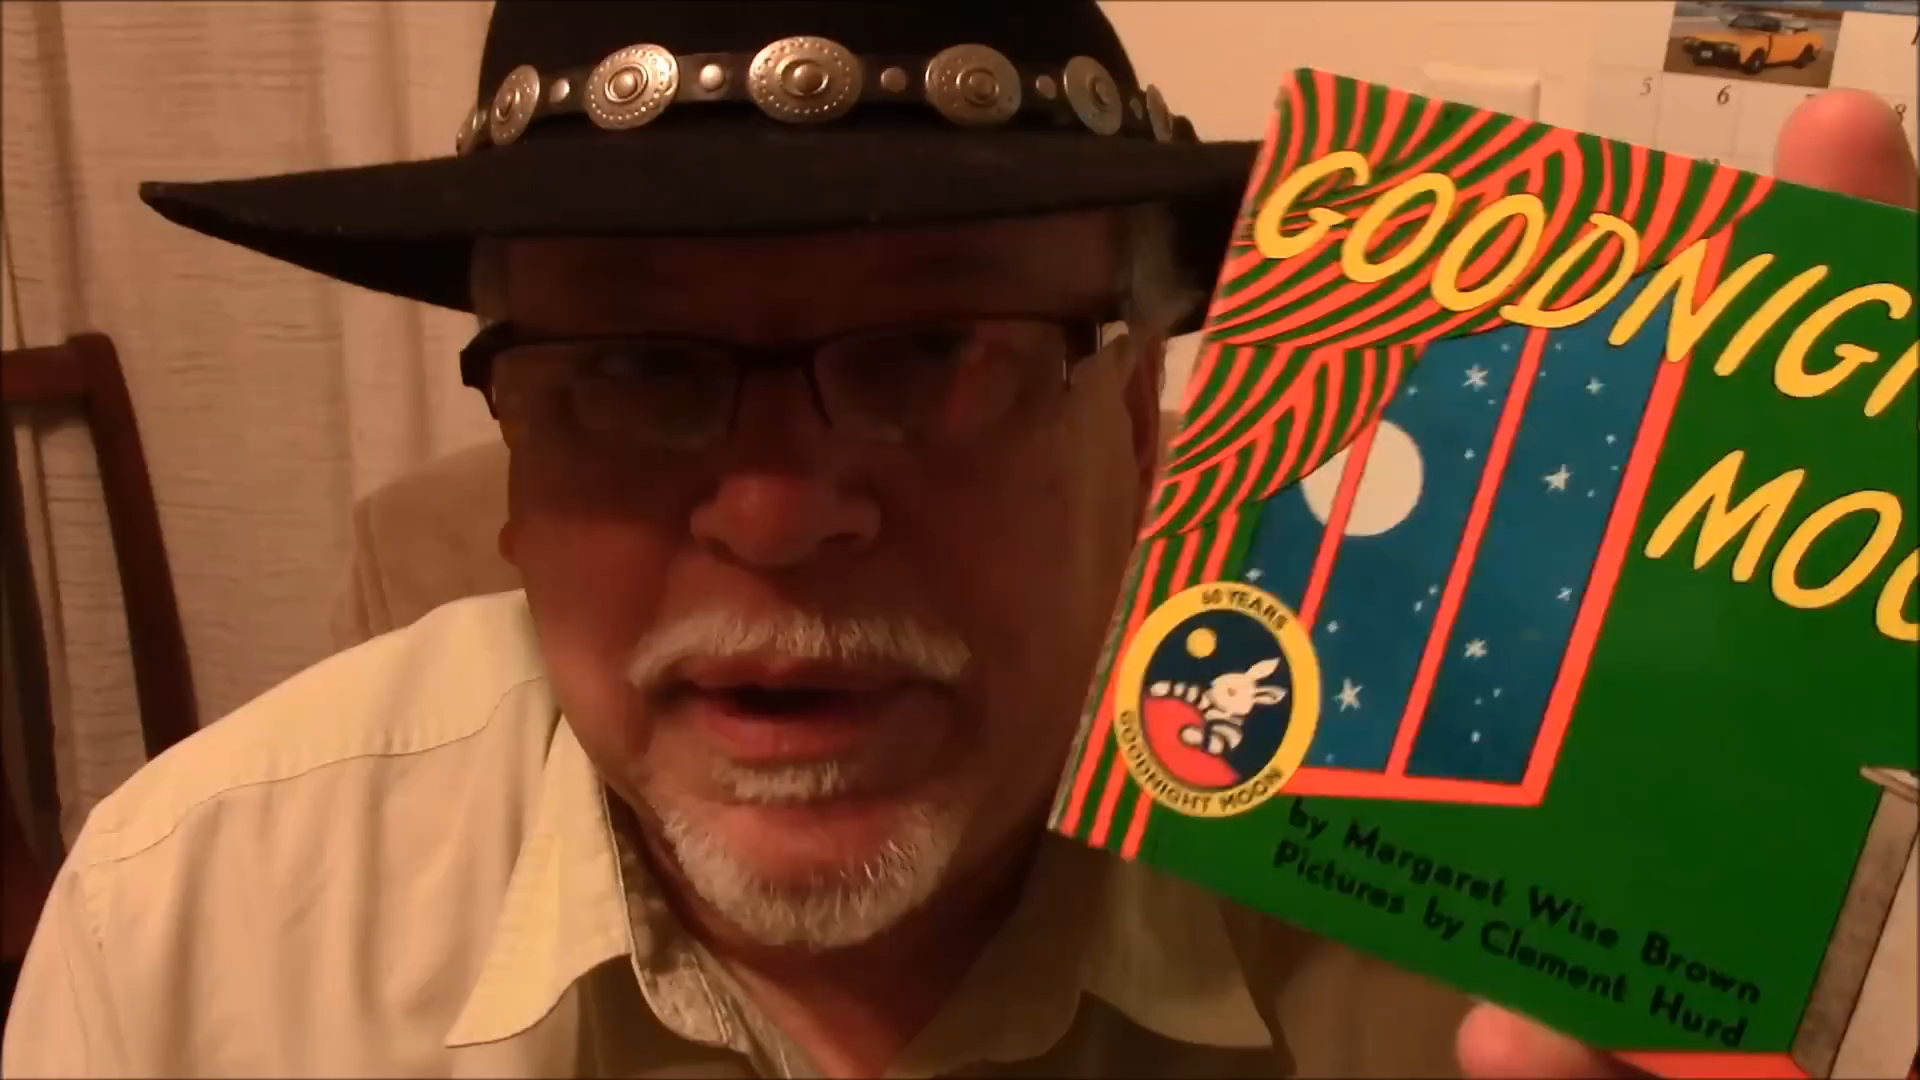 5 6 8
GOODNIG
MOO
60 YEARS
GOODNIGHT MOON
by Margaret Wise Brown
Pictures by Clement Hurd